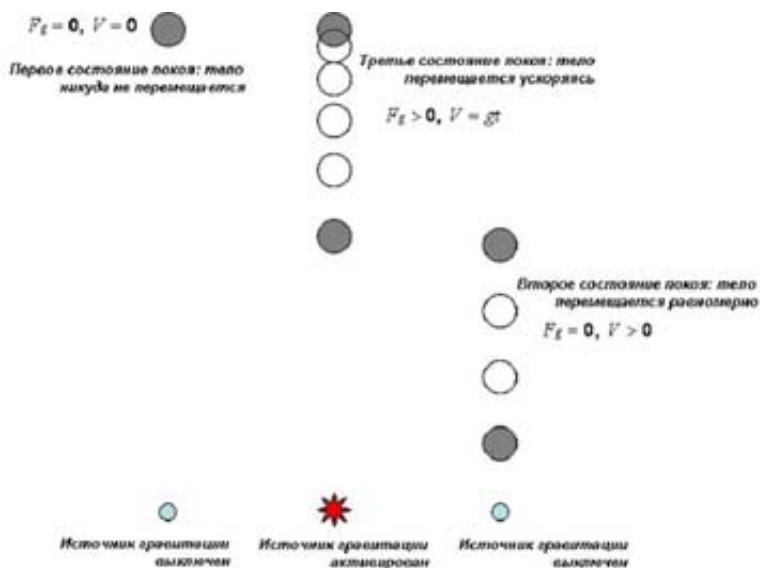 F_g = 0, V = 0
Первое состояние покоя: тело
никуда не перемещается
Третье состояние покоя: тело
перемещается ускоряясь
F_g > 0, V = gt
Второе состояние покоя: тело
перемещается равномерно
F_g = 0, V > 0
Источник гравитации
выключен
Источник гравитации
активирован
Источник гравитации
выключен